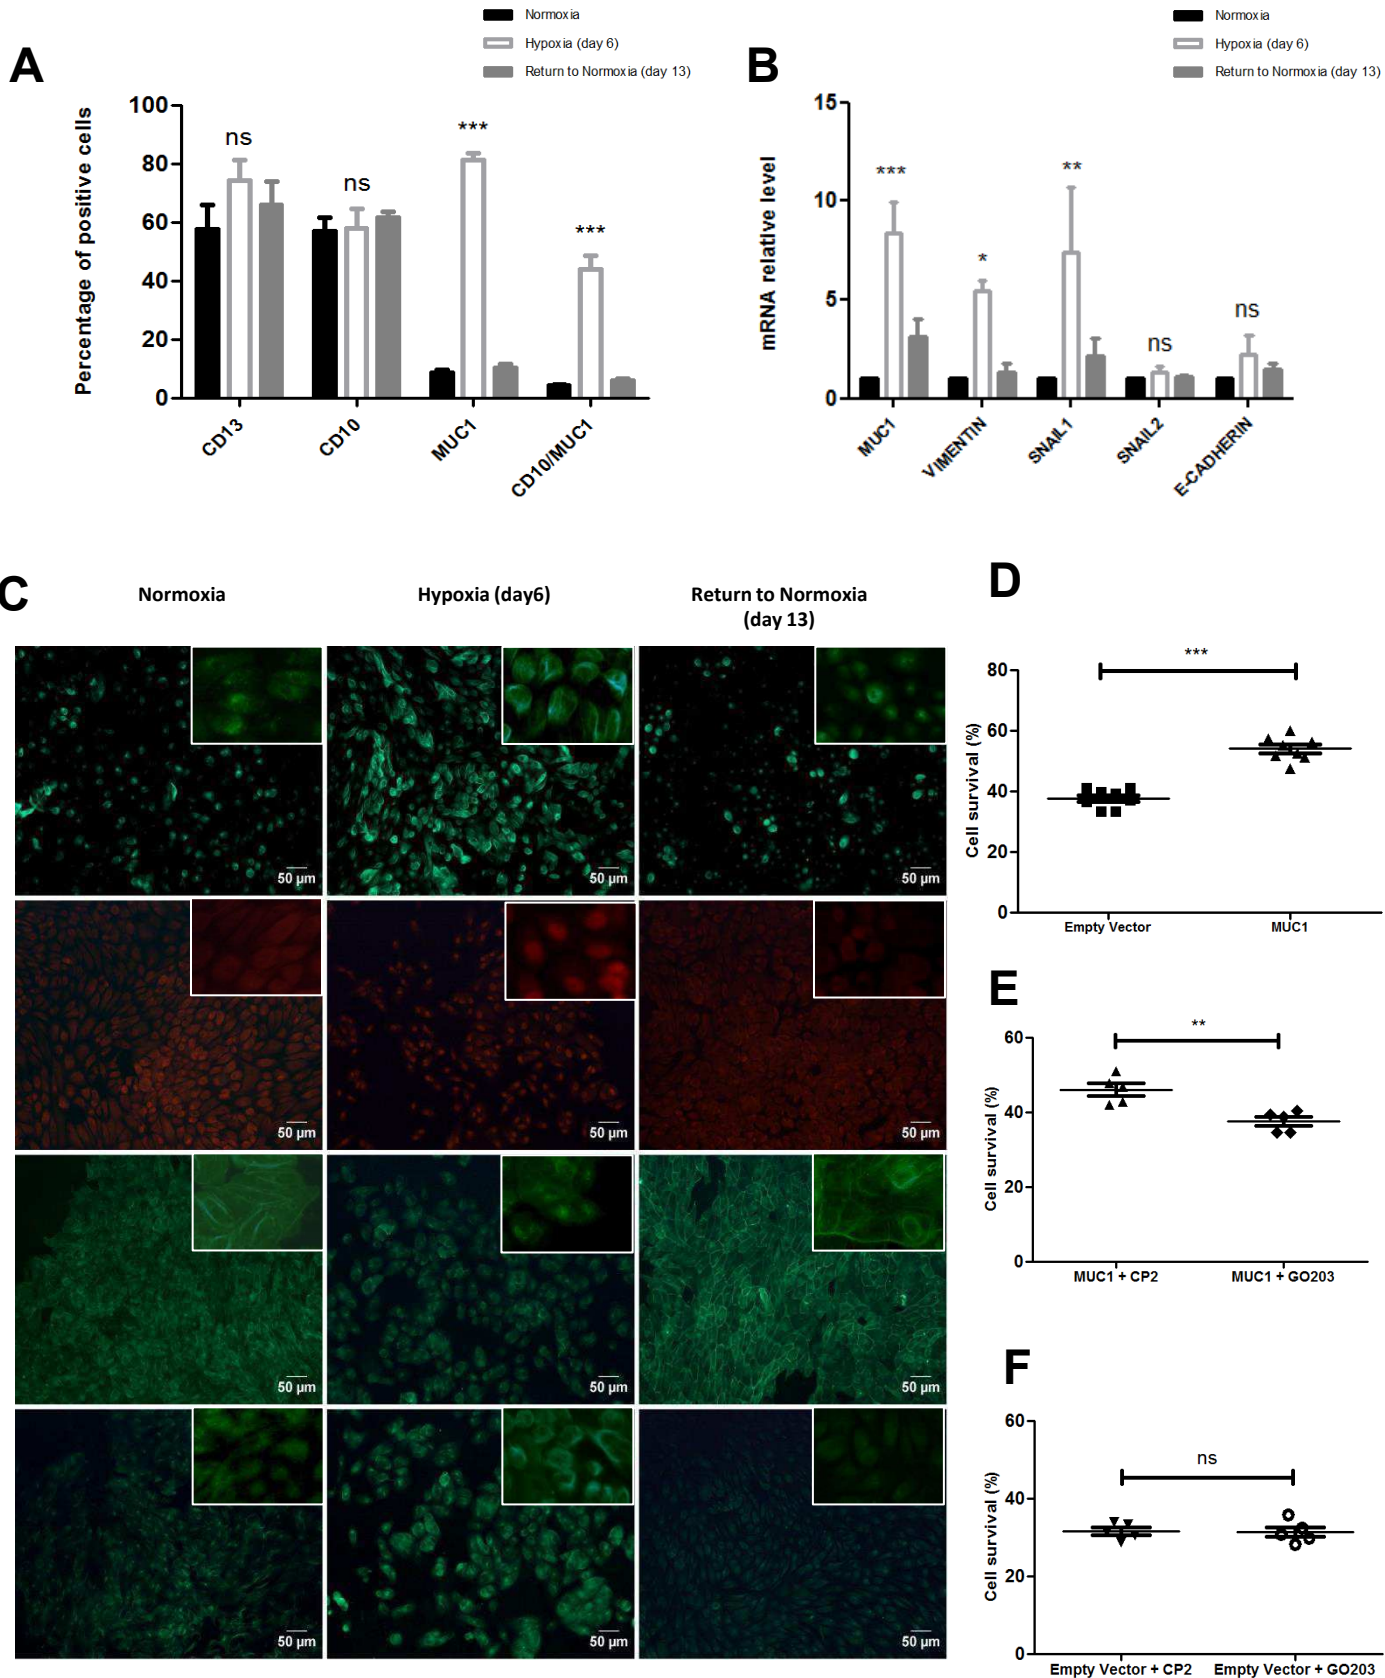 A
Normoxia
Hypoxia (day 6)
Return to Normoxia (day 13)
Percentage of positive cells
100
80
60
40
20
0
ns
ns
***
***
CD13
CD10
MUC1
CD10/MUC1
B
Normoxia
Hypoxia (day 6)
Return to Normoxia (day 13)
mRNA relative level
15
10
5
0
***
*
**
ns
ns
MUC1
VIMENTIN
SNAIL1
SNAIL2
E-CADHERIN
C
Normoxia
Hypoxia (day6)
Return to Normoxia
(day 13)
50 µm
50 µm
50 µm
50 µm
50 µm
50 µm
50 µm
50 µm
50 µm
50 µm
50 µm
50 µm
D
Cell survival (%)
80
60
40
20
0
***
Empty Vector
MUC1
E
Cell survival (%)
60
40
20
0
**
MUC1 + CP2
MUC1 + GO203
F
Cell survival (%)
60
40
20
0
ns
Empty Vector + CP2
Empty Vector + GO203